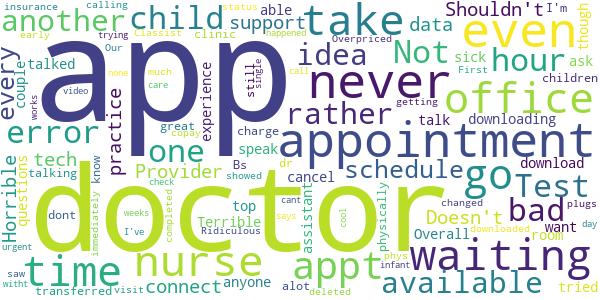 insurance
calling
status
another
child
take
even
Shouldn't
I'm
early
trying
Our
Classist
happened
support
able
Overpriced
though
app
idea
Not
data
sick
First
ask
every
couple
talked
none
much
clinic
still
single
call
children
video
care
never
hour
works
practice
experience
rather
office
error
great
copay
getting
charge
talk
downloading
appointment
tech
one
speak
Bs
dr
know
download
Horrible
questions
talking
Provider
showed
cancel
schedule
go
Test
doctor
dont
check
top
assistant
Doesn't
bad
changed
plugs
immediately
weeks
completed
Terrible
physically
Overall
want
day
cant
cool
says
downloaded
room
urgent
I've
nurse
appt
waiting
saw
time
Ridiculous
anyone
tries
phys
witht
connect
alot
infant
available
transferred
visit
deleted